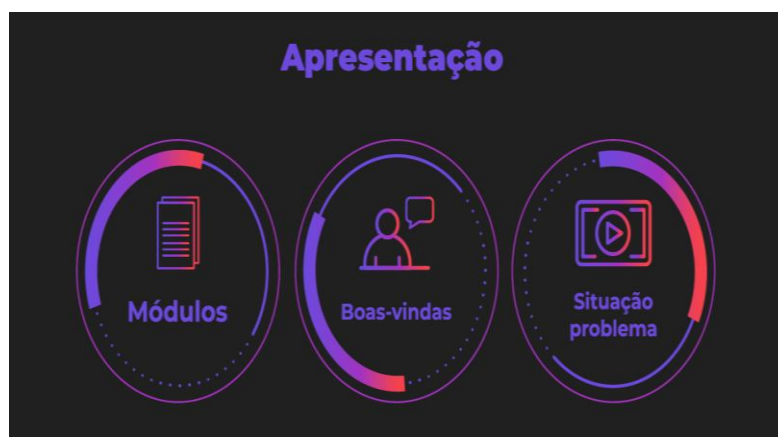 Apresentação
Módulos
Boas-vindas
Situação
problema